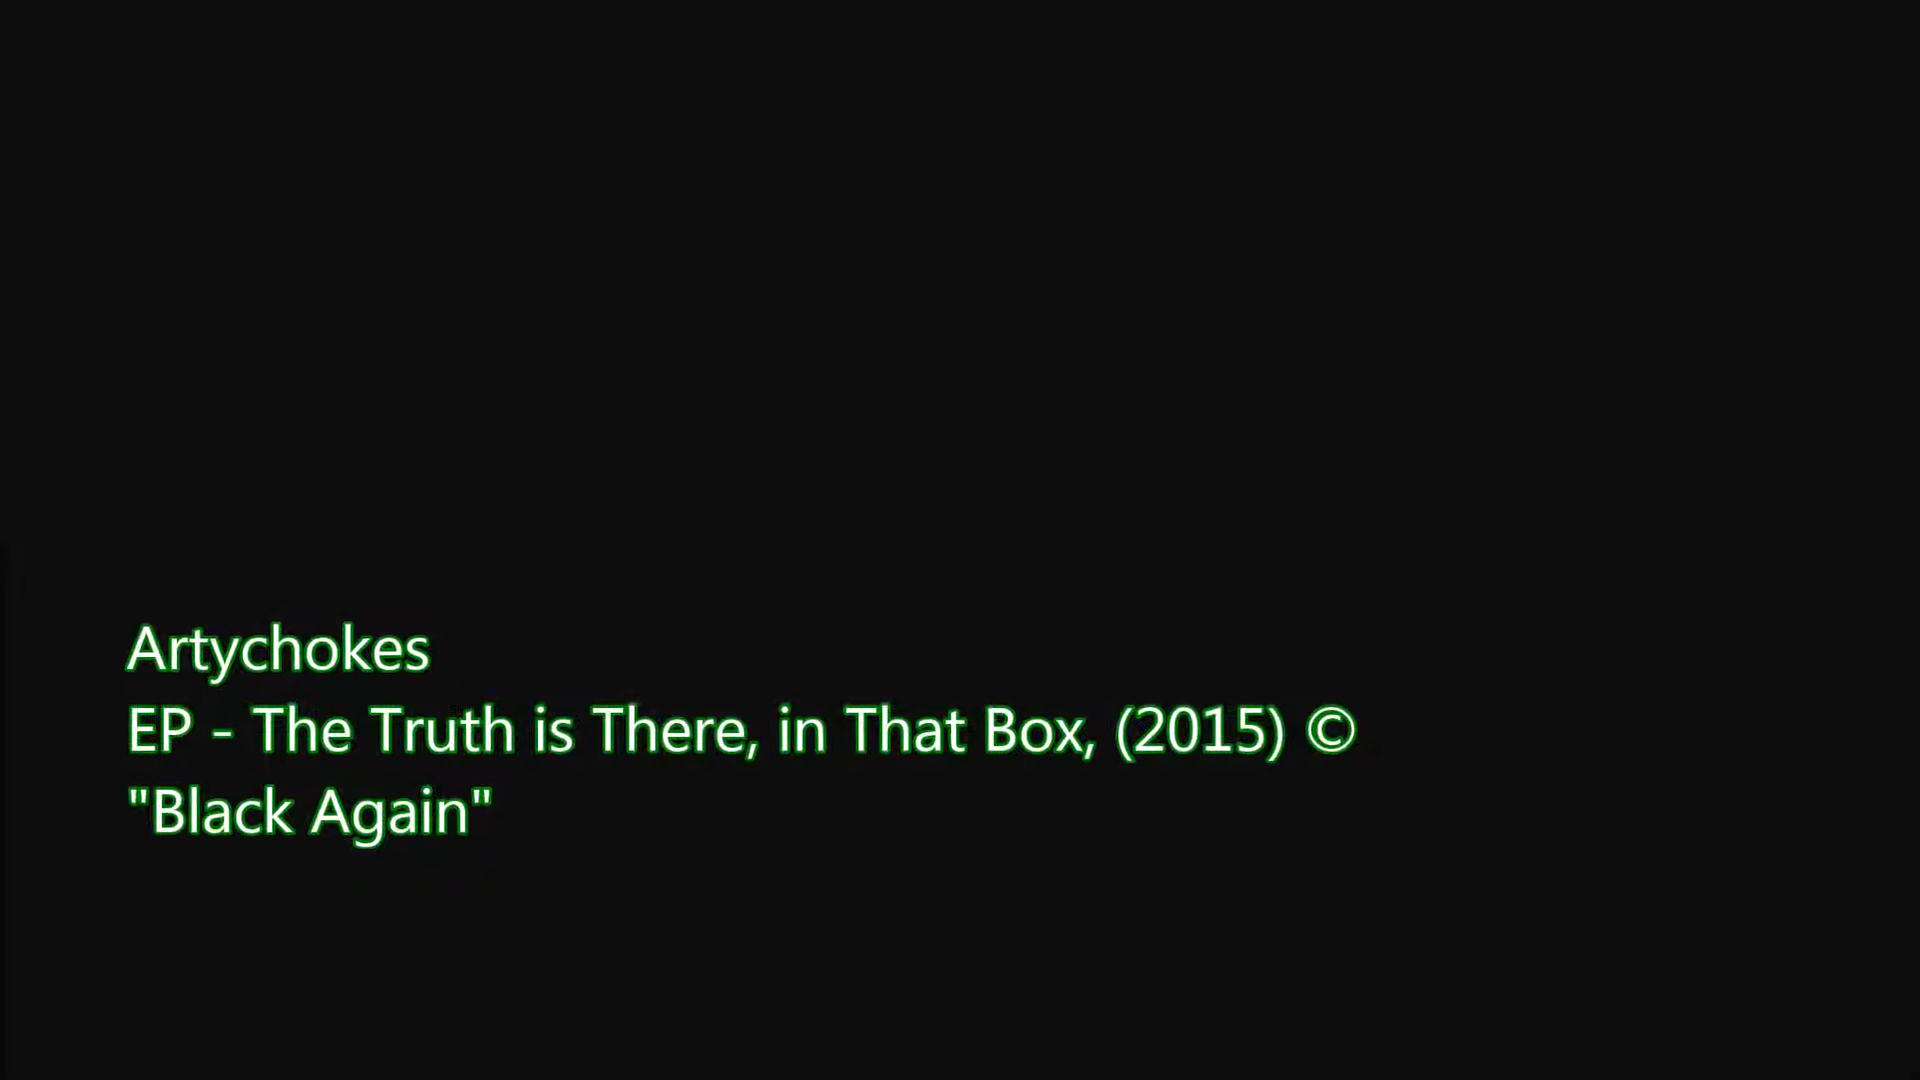 Artychokes
EP - The Truth is There, in That Box, (2015) ©
"Black Again"